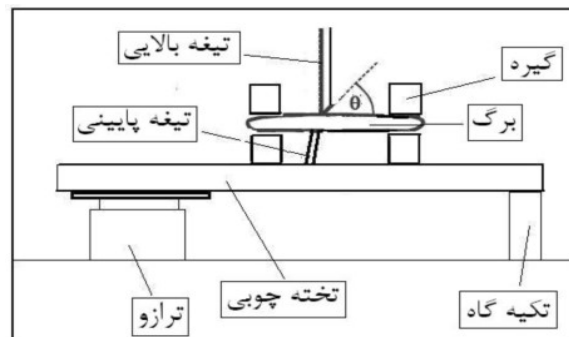 تیغه بالایی
گیره
θ
تیغه پایینی
برگ
ترازو
تخته چوبی
تکیه گاه